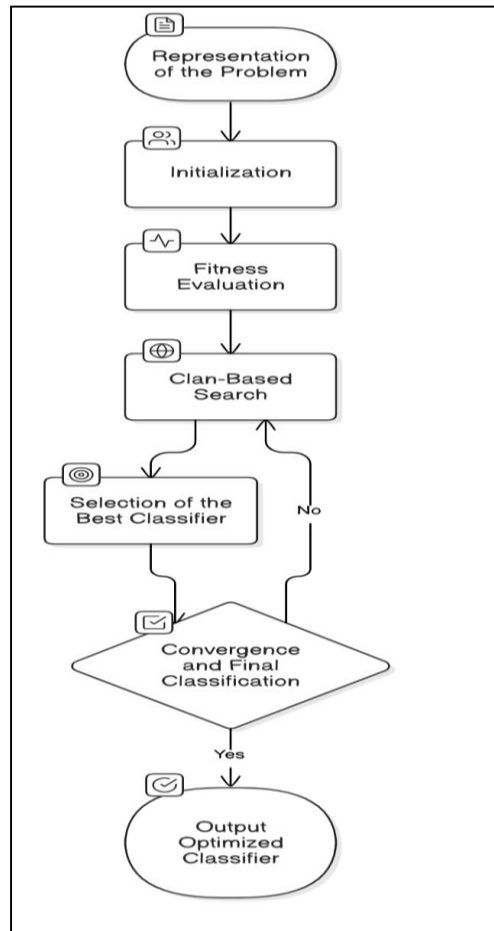 Representation
of the Problem
Initialization
Fitness
Evaluation
Clan-Based
Search
Selection of the
Best Classifier
No
Convergence
and Final
Classification
Yes
Output
Optimized
Classifier